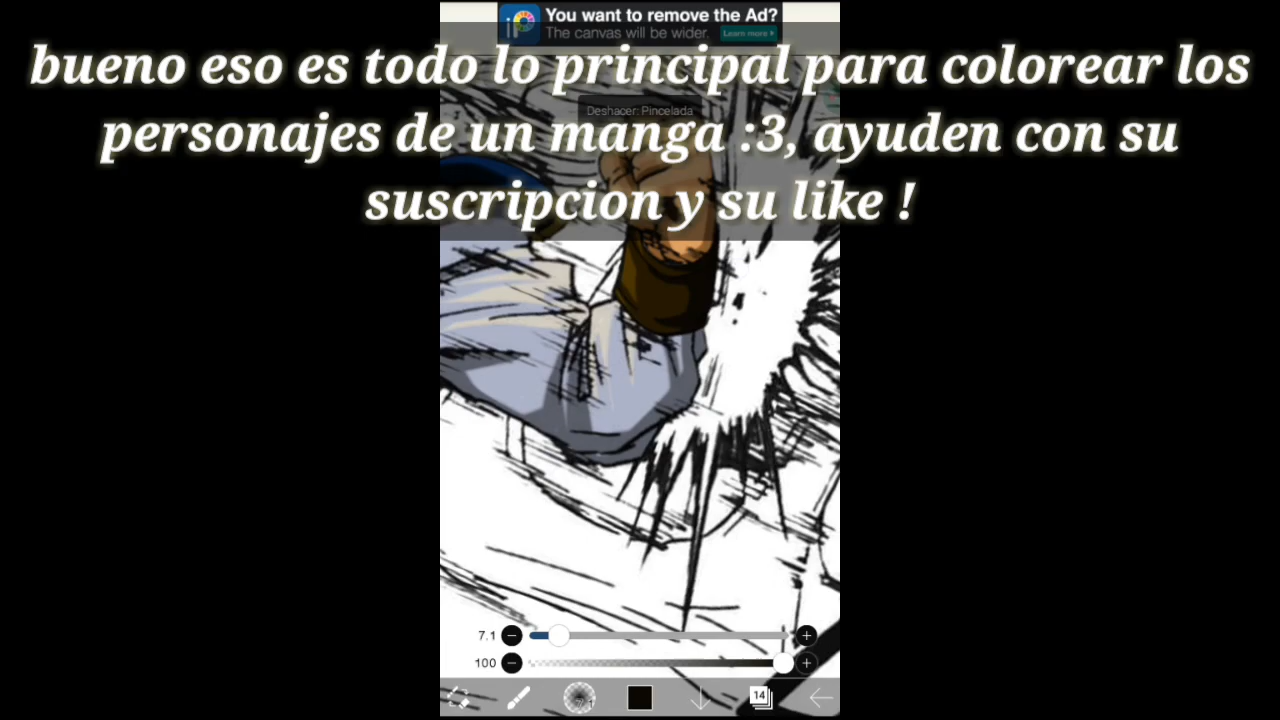 You want to remove the Ad?
The canvas will be wider. Learn more
bueno eso es todo lo principal para colorear los
Deshacer: Pincelada
personajes de un manga :3, ayuden con su
suscripcion y su like !
7.1
100
14